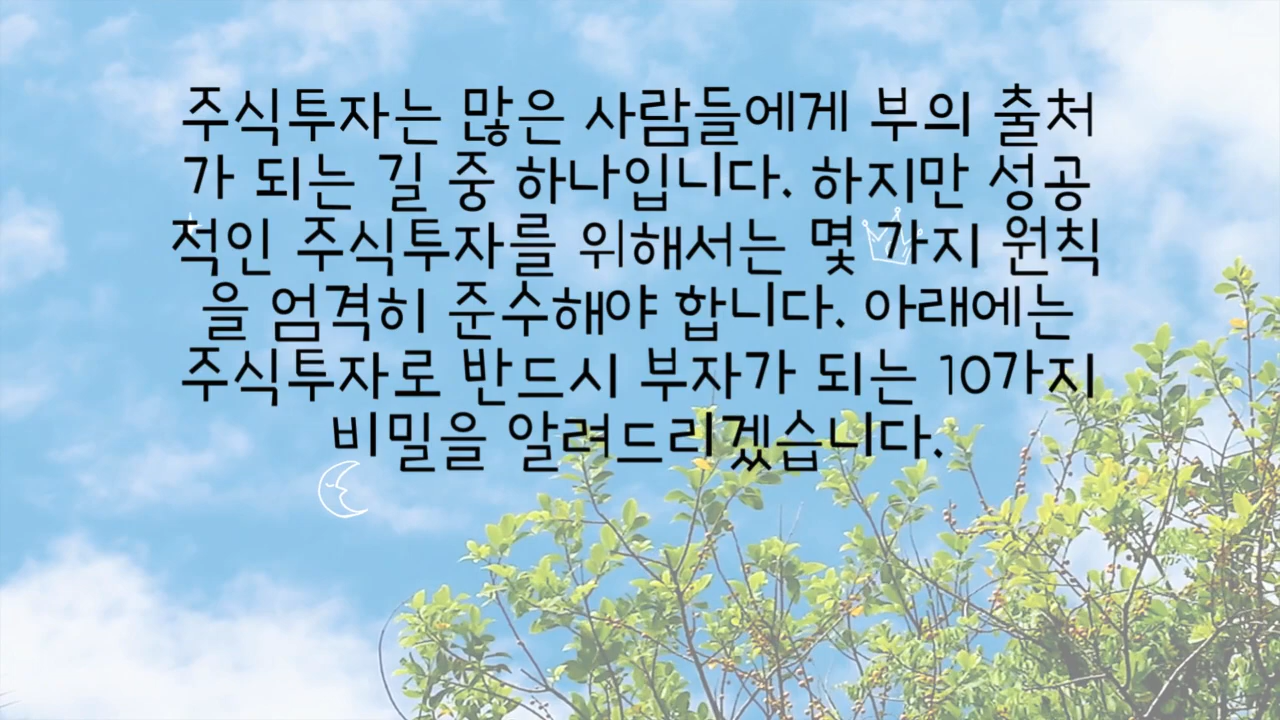 주식투자는 많은 사람들에게 부의 출처
가 되는 길 중 하나입니다. 하지만 성공
적인 주식투자를 위해서는 몇 가지 원칙
을 엄격히 준수해야 합니다. 아래에는
주식투자로 반드시 부자가 되는 10가지
비밀을 알려드리겠습니다.